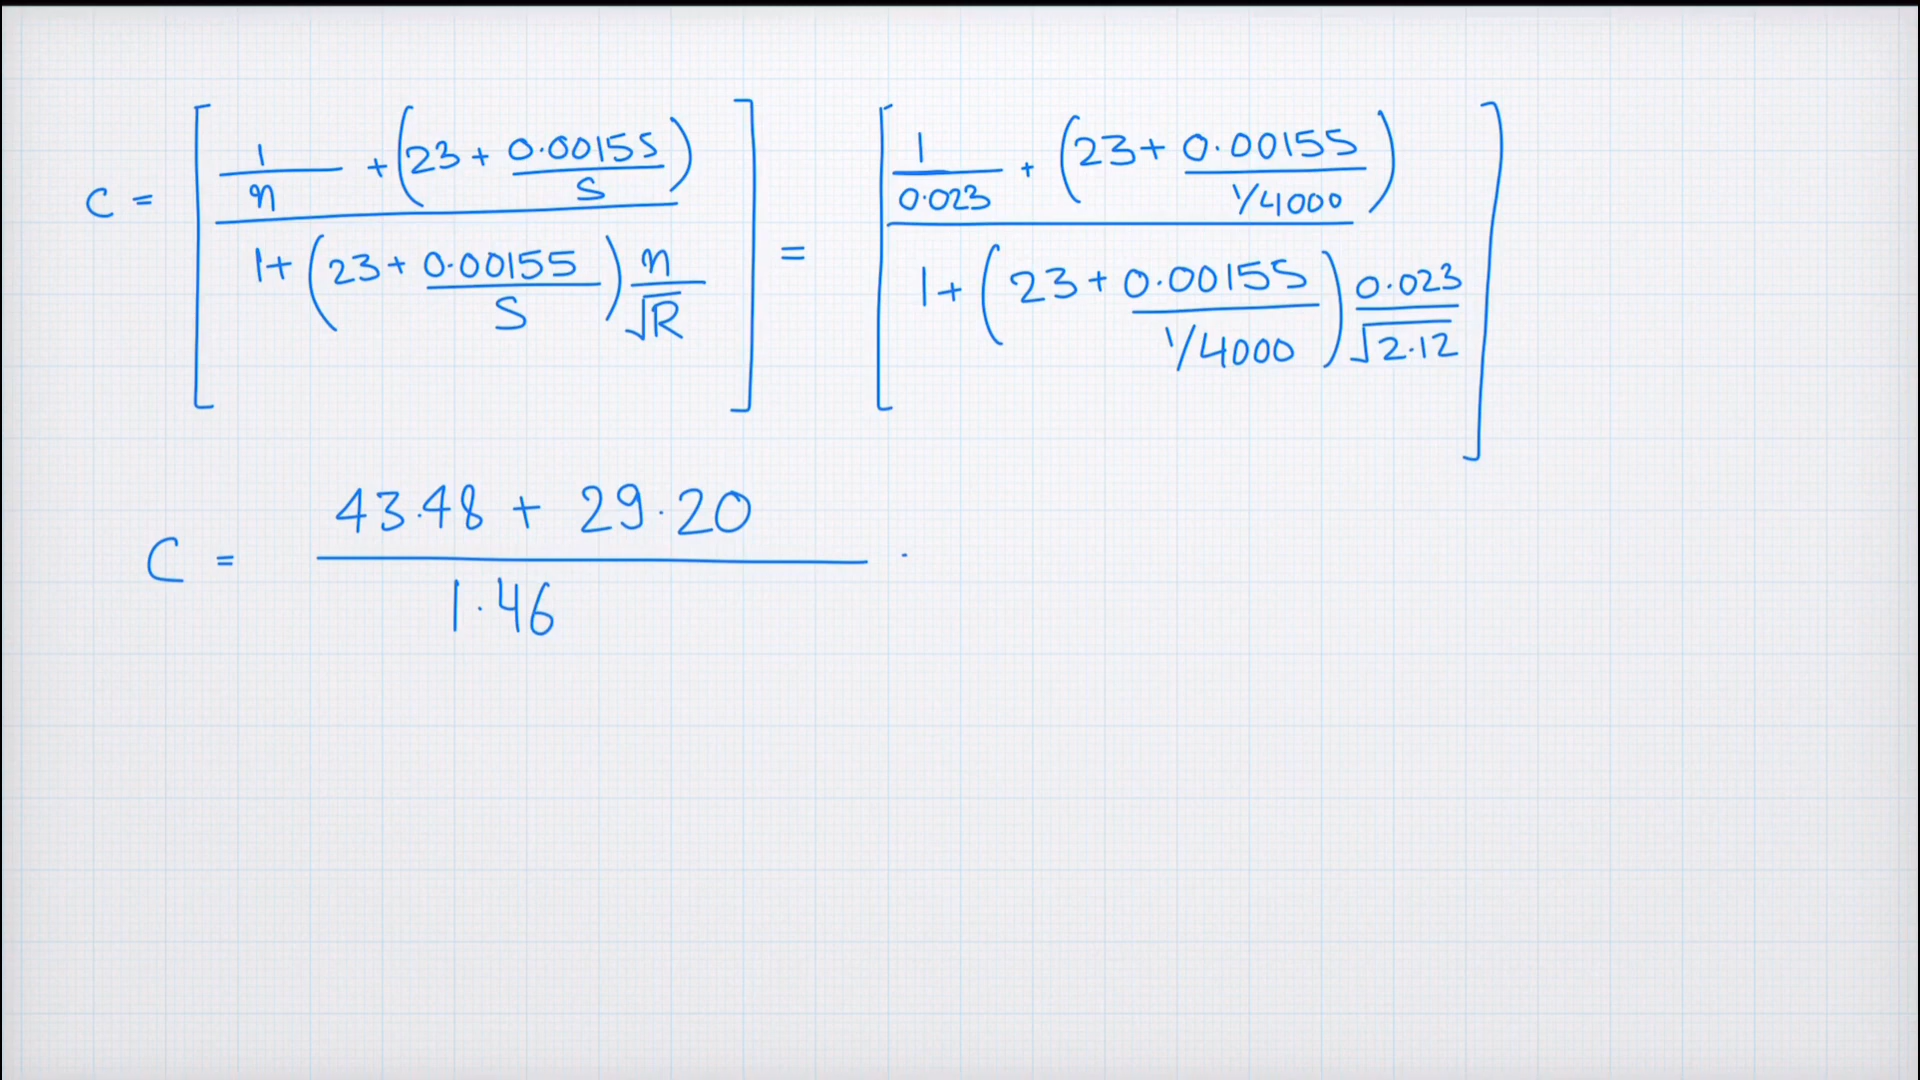 C = [ 1/n + (23 + 0.00155/S) / 1 + (23 + 0.00155/S) n/√R ] = [ 1/0.023 + (23 + 0.00155/1/4000) / 1 + (23 + 0.00155/1/4000) 0.023/√2.12 ]
C = 43.48 + 29.20 / 1.46